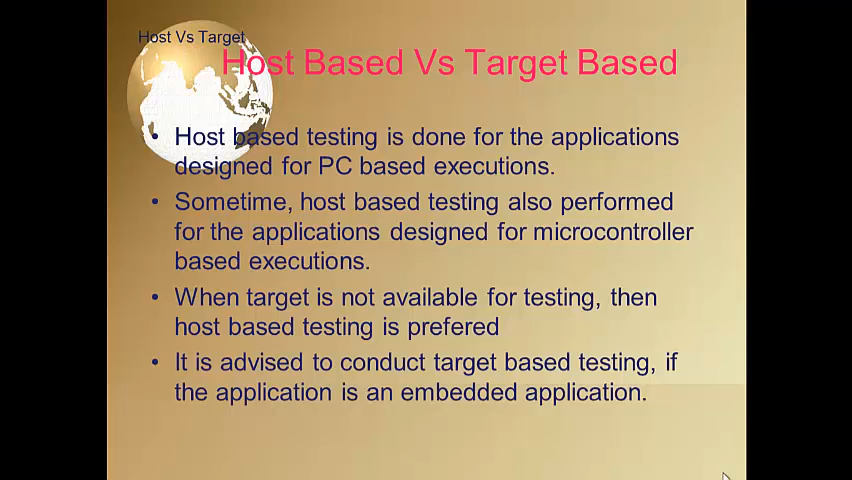 Host Vs Target
Host Based Vs Target Based
• Host based testing is done for the applications
designed for PC based executions.
• Sometime, host based testing also performed
for the applications designed for microcontroller
based executions.
• When target is not available for testing, then
host based testing is prefered
• It is advised to conduct target based testing, if
the application is an embedded application.